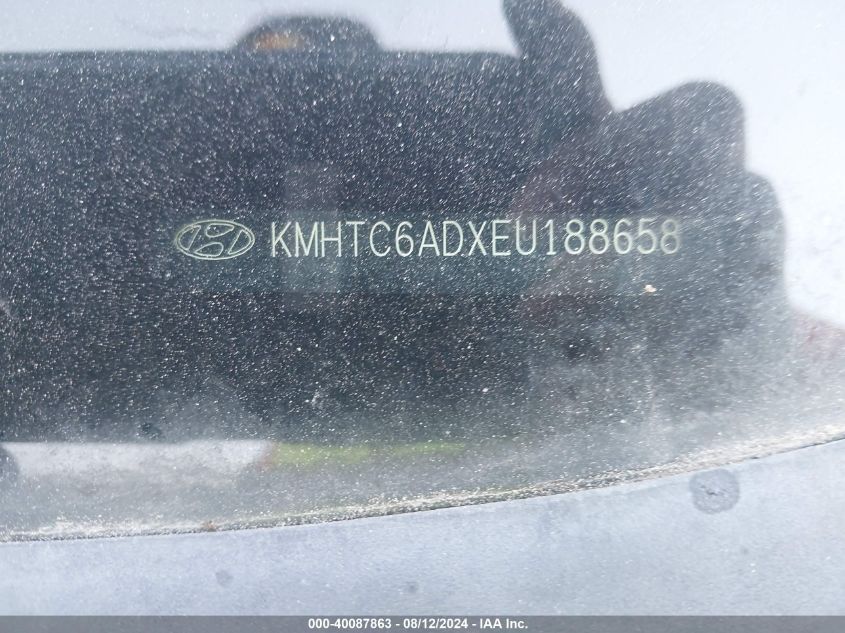 KMHTC6ADXEU188658
000-40087863 - 08/12/2024 - IAA Inc.